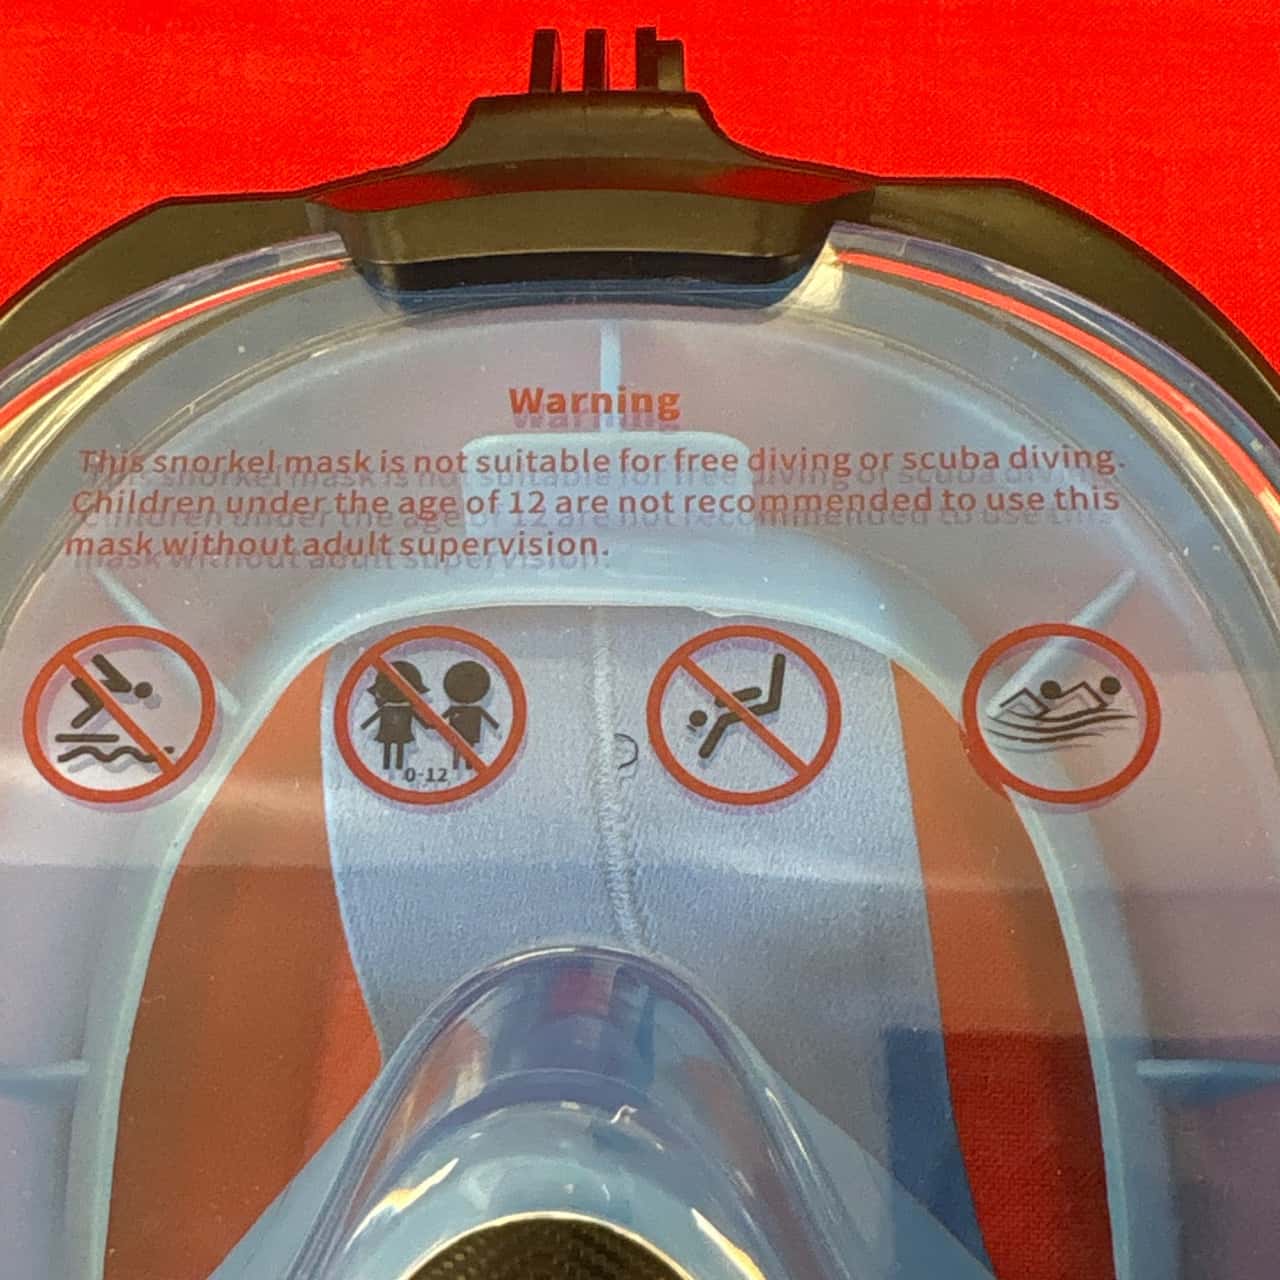 Warning
This snorkel mask is not suitable for free diving or scuba diving.
Children under the age of 12 are not recommended to use this
mask without adult supervision.
0-12